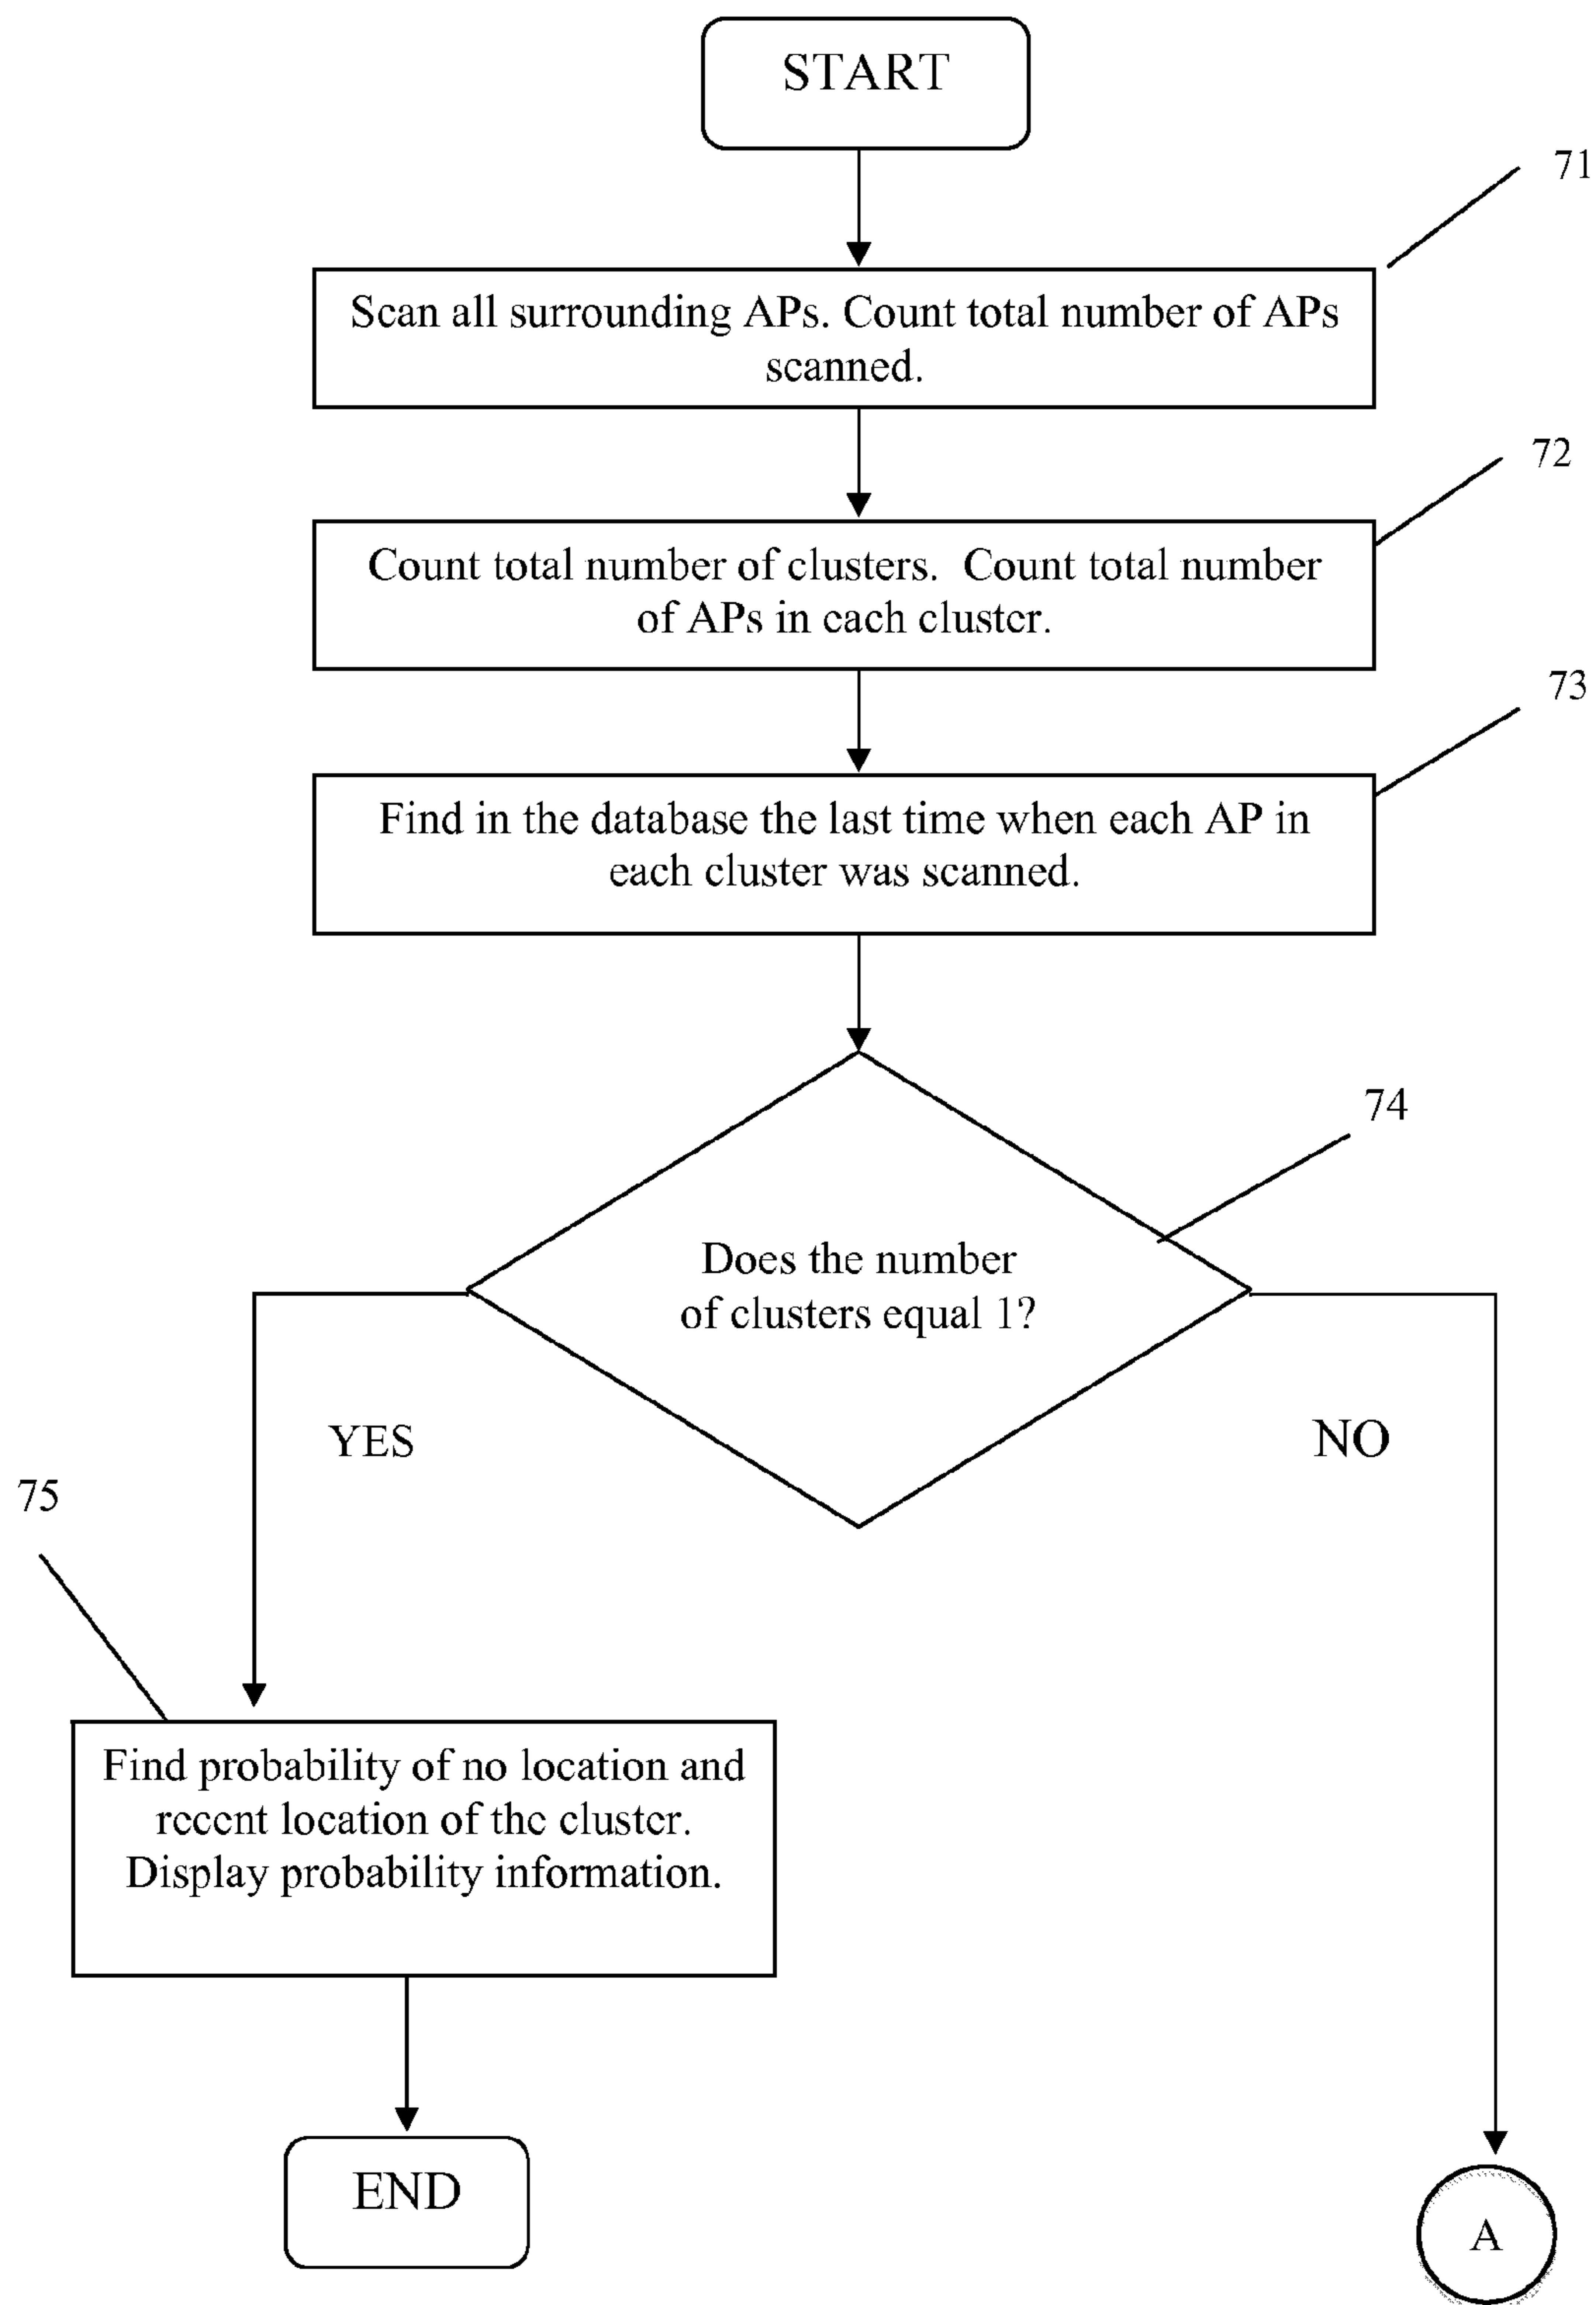 START
71
Scan all surrounding APs. Count total number of APs
scanned.
72
Count total number of clusters. Count total number
of APs in each cluster.
73
Find in the database the last time when each AP in
each cluster was scanned.
74
Does the number
of clusters equal 1?
YES
NO
75
Find probability of no location and
recent location of the cluster.
Display probability information.
END
A